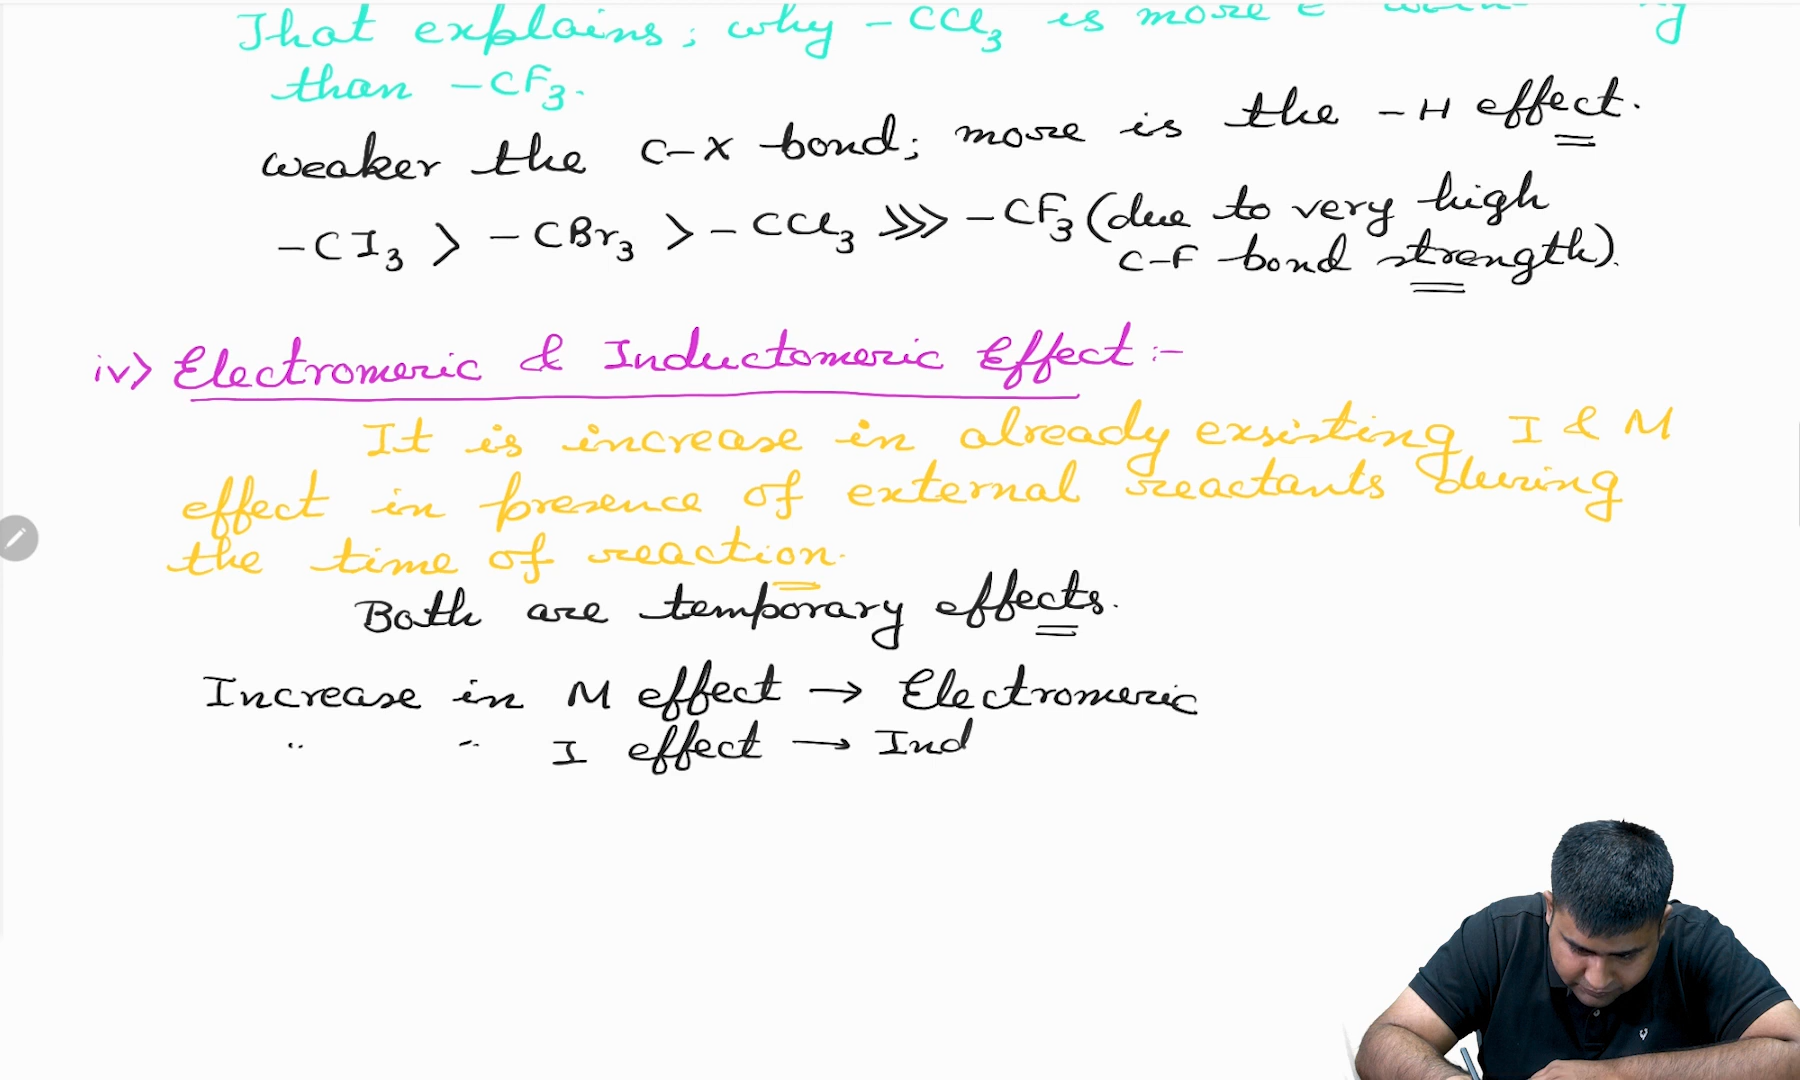 That explains; why -CCl3 is more e
than -CF3.
weaker the C-X bond; more is the -H effect.
-CI3 > -CBr3 > -CCl3 >>> -CF3 (due to very high
C-F bond strength).
iv) Electromeric & Inductomeric Effect :-
It is increase in already exsisting I & M
effect in presence of external reactants during
the time of reaction.
Both are temporary effects.
Increase in M effect → Electromeric
" " I effect → Ind